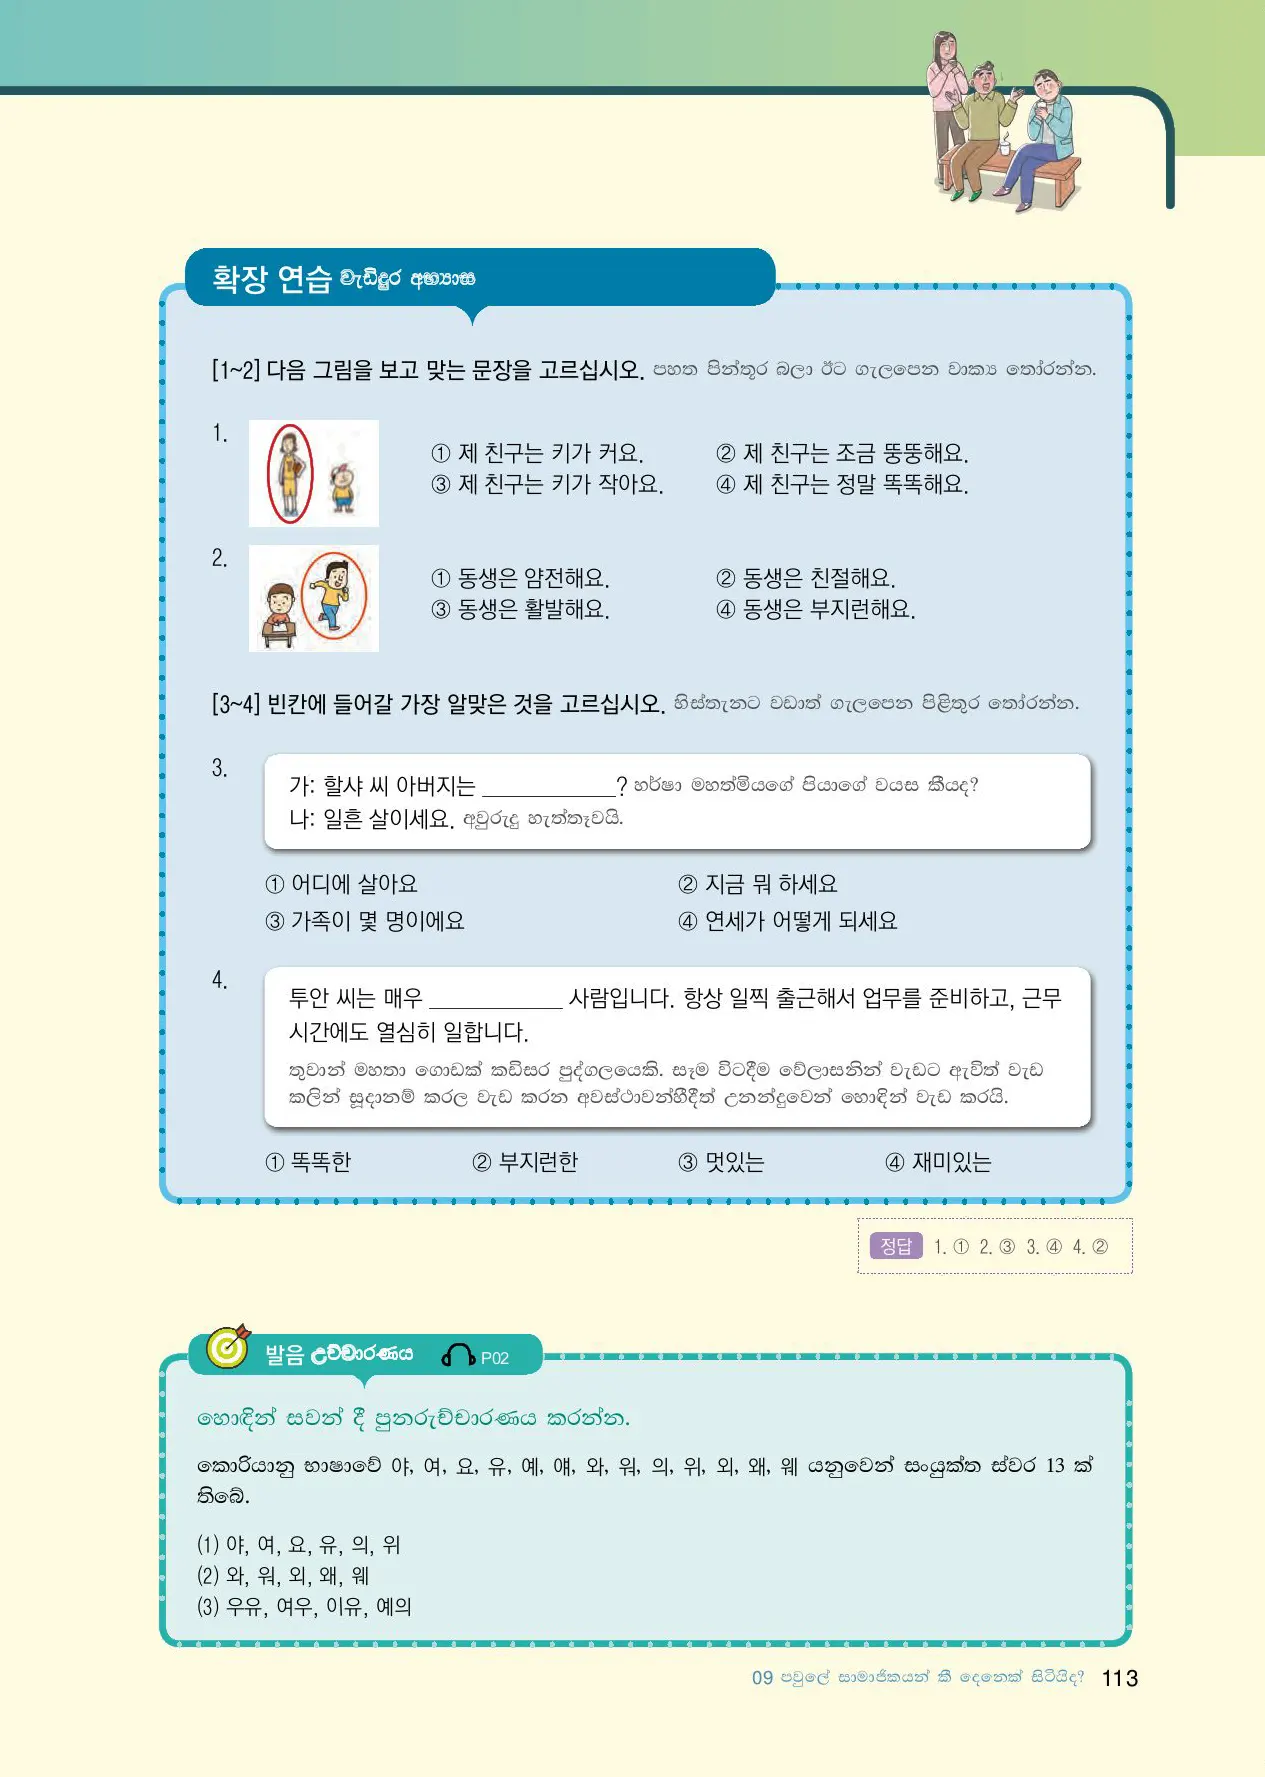 확장 연습 වැඩිදුර අභ්‍යාස
[1~2] 다음 그림을 보고 맞는 문장을 고르십시오. පහත පින්තූර බලා ඊට ගැලපෙන වාක්‍ය තෝරන්න.
1.
① 제 친구는 키가 커요. ② 제 친구는 조금 뚱뚱해요.
③ 제 친구는 키가 작아요. ④ 제 친구는 정말 똑똑해요.
2.
① 동생은 얌전해요. ② 동생은 친절해요.
③ 동생은 활발해요. ④ 동생은 부지런해요.
[3~4] 빈칸에 들어갈 가장 알맞은 것을 고르십시오. හිස්තැනට වඩාත් ගැලපෙන පිළිතුර තෝරන්න.
3.
가: 할샤 씨 아버지는 ____________? හර්ෂා මහත්මියගේ පියාගේ වයස කීයද?
나: 일흔 살이세요. අවුරුදු හැත්තෑවයි.
① 어디에 살아요 ② 지금 뭐 하세요
③ 가족이 몇 명이에요 ④ 연세가 어떻게 되세요
4.
투안 씨는 매우 ____________ 사람입니다. 항상 일찍 출근해서 업무를 준비하고, 근무
시간에도 열심히 일합니다.
තුවාන් මහතා ගොඩක් කඩිසර පුද්ගලයෙකි. සෑම විටදීම වේලාසනින් වැඩට ඇවිත් වැඩ
කලින් සූදානම් කරල වැඩ කරන අවස්ථාවන්හීදීත් උනන්දුවෙන් හොඳින් වැඩ කරයි.
① 똑똑한 ② 부지런한 ③ 멋있는 ④ 재미있는
정답 1. ① 2. ③ 3. ④ 4. ②
발음 උච්චාරණය P02
හොඳින් සවන් දී පුනරුච්චාරණය කරන්න.
කොරියානු භාෂාවේ 야, 여, 요, 유, 예, 얘, 와, 워, 의, 위, 외, 왜, 웨 යනුවෙන් සංයුක්ත ස්වර 13 ක්
තිබේ.
(1) 야, 여, 요, 유, 의, 위
(2) 와, 워, 외, 왜, 웨
(3) 우유, 여우, 이유, 예의
09 පවුලේ සාමාජිකයන් කී දෙනෙක් සිටියිද? 113